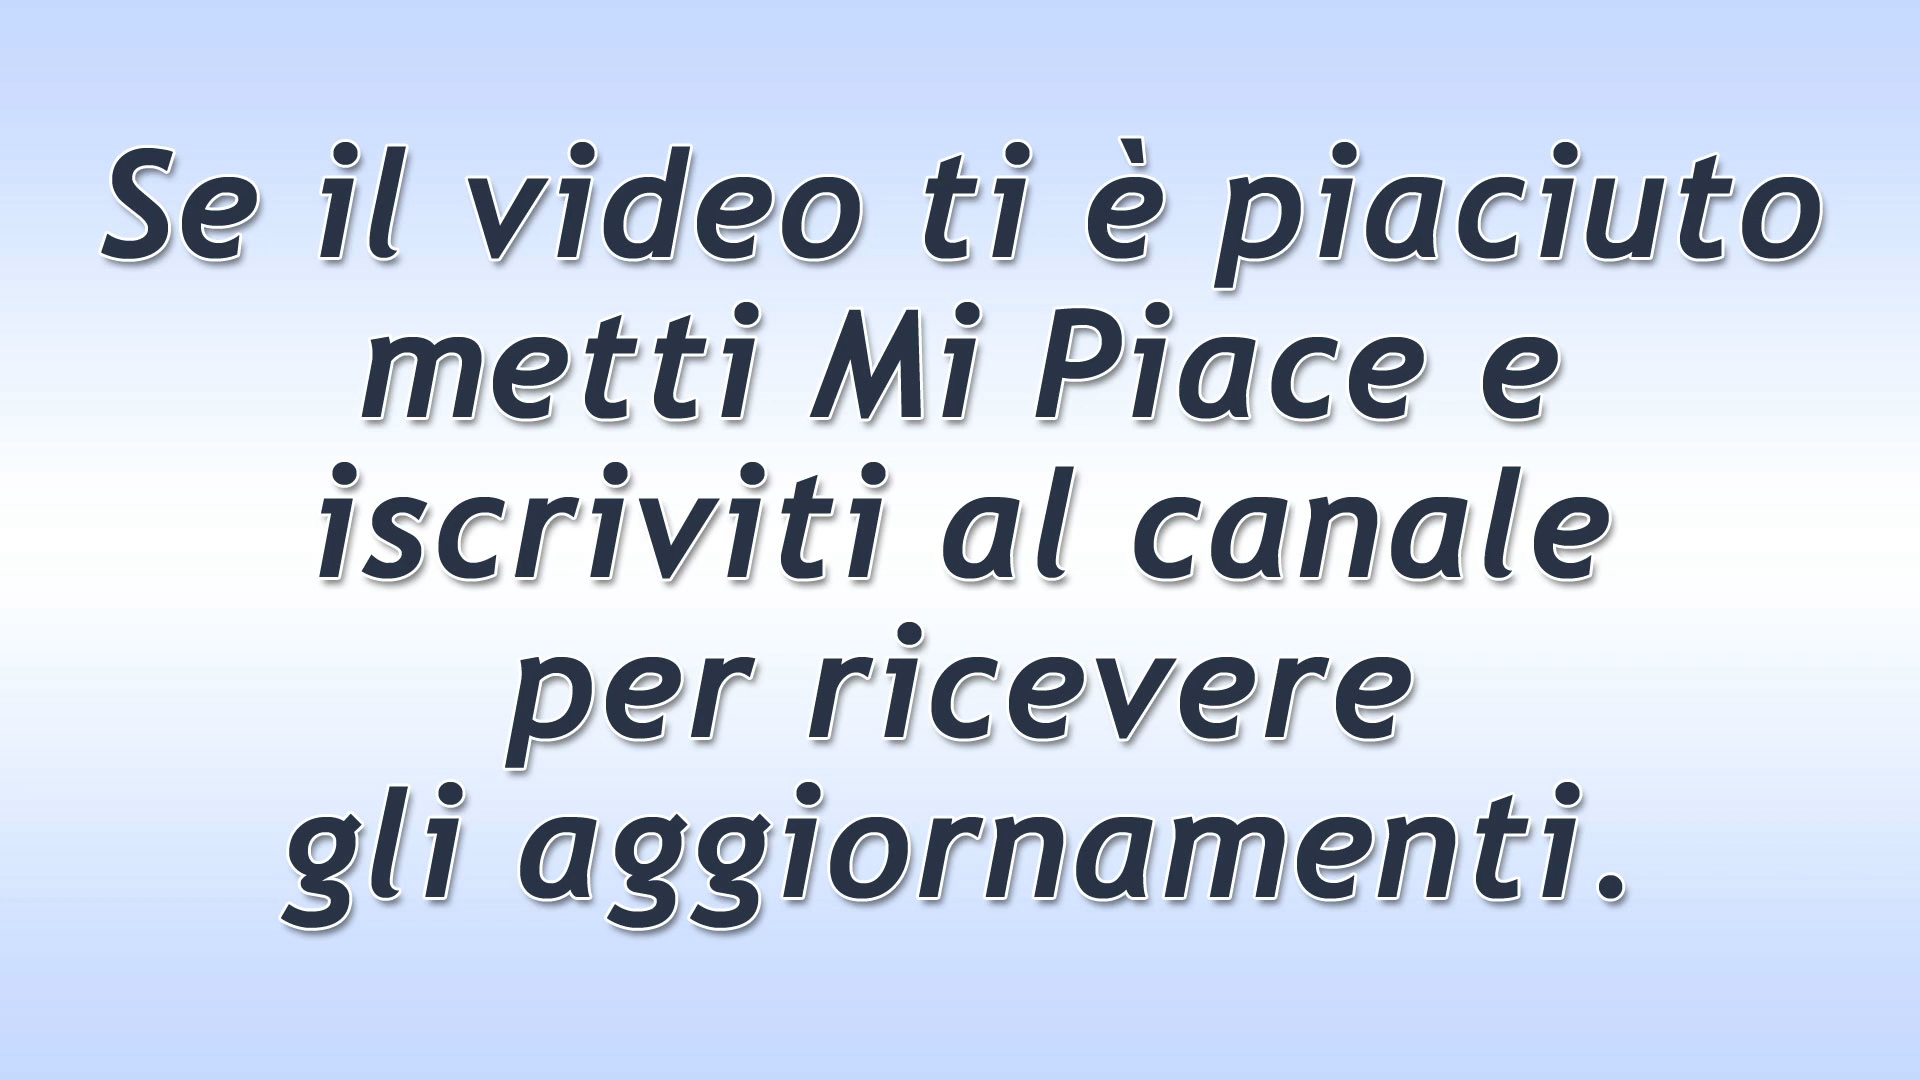 Se il video ti è piaciuto
metti Mi Piace e
iscriviti al canale
per ricevere
gli aggiornamenti.